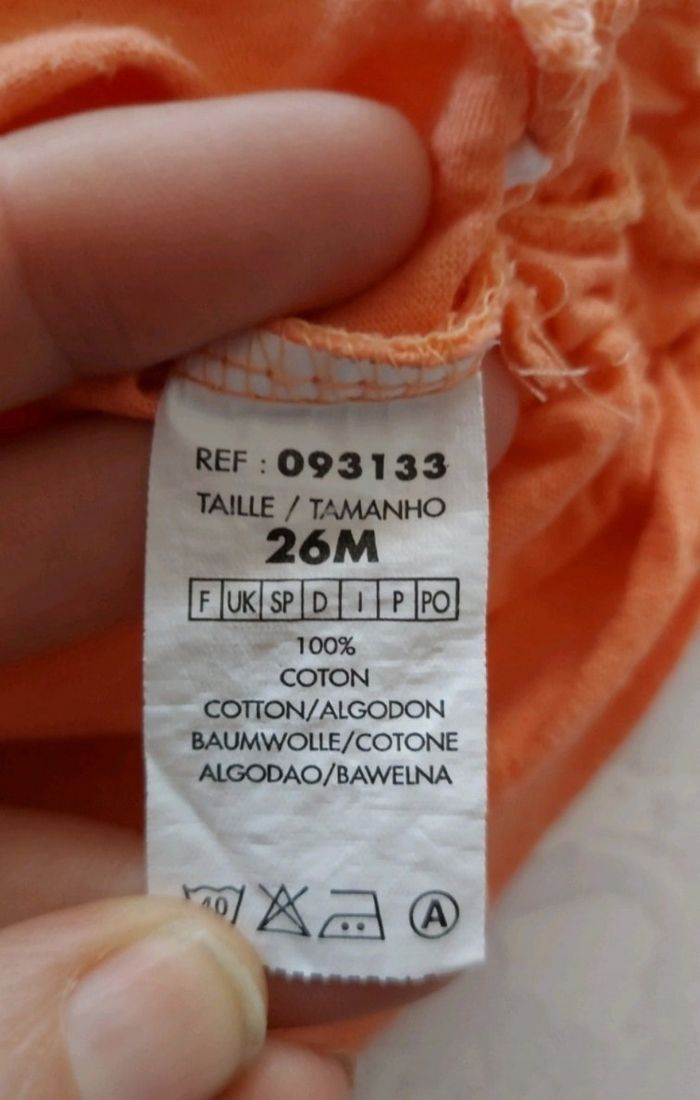 REF : 093133
TAILLE / TAMANHO
26M
F UK SP D I P PO
100%
COTON
COTTON/ALGODON
BAUMWOLLE/COTONE
ALGODAO/BAWELNA
40 A